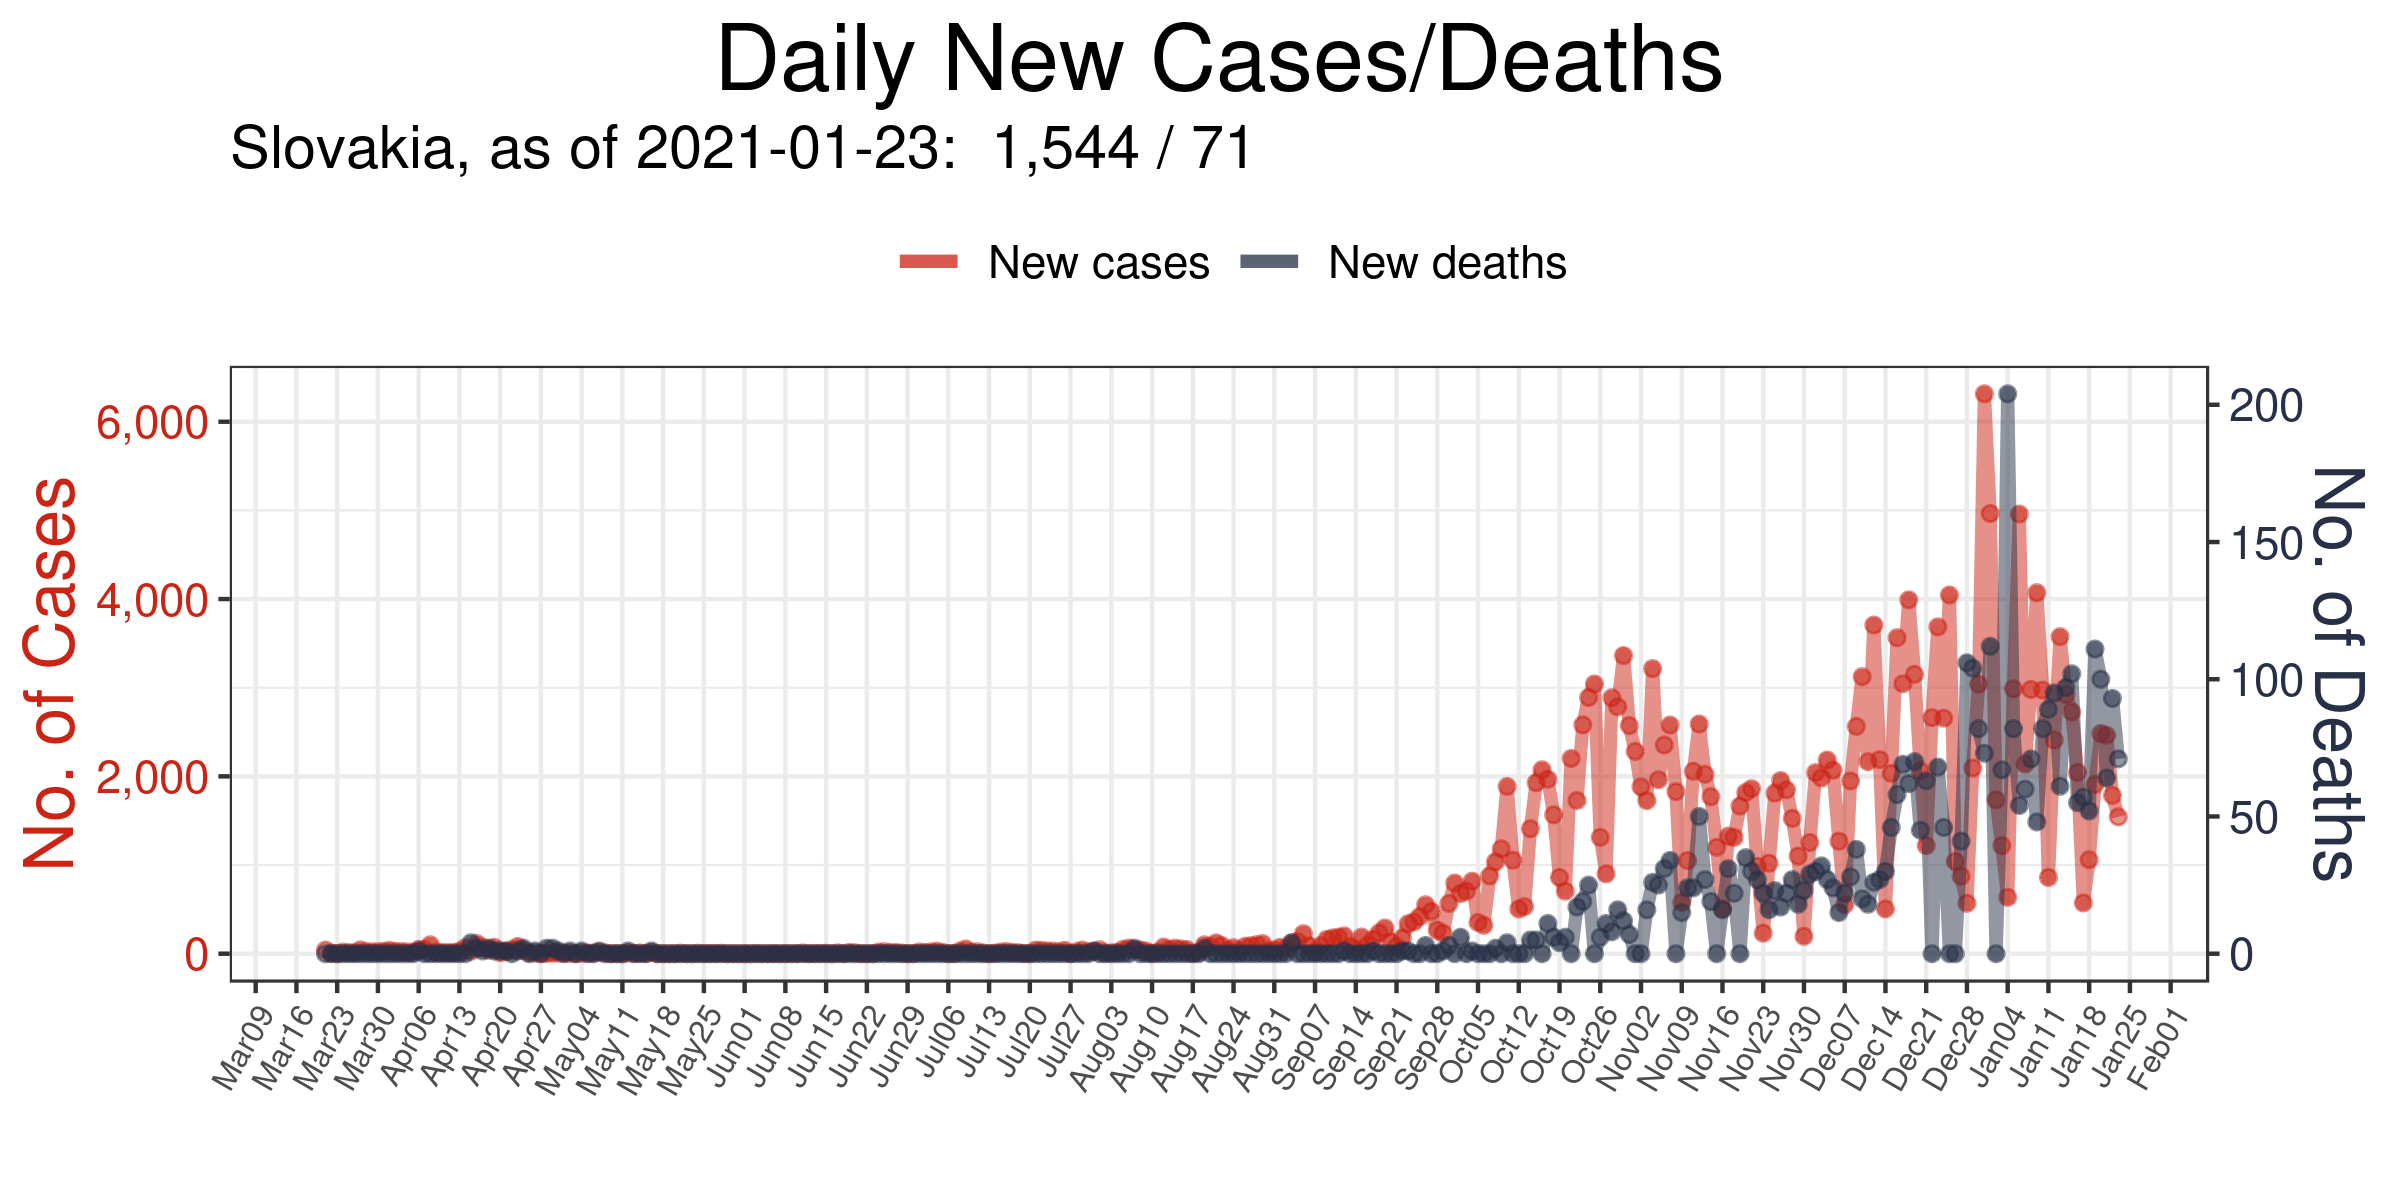 Daily New Cases/Deaths
Slovakia, as of 2021-01-23:  1,544 / 71
New cases New deaths
No. of Cases
6,000
4,000
2,000
0
200
150
100
50
0
No. of Deaths
Mar09 Mar16 Mar23 Mar30 Apr06 Apr13 Apr20 Apr27 May04 May11 May18 May25 Jun01 Jun08 Jun15 Jun22 Jun29 Jul06 Jul13 Jul20 Jul27 Aug03 Aug10 Aug17 Aug24 Aug31 Sep07 Sep14 Sep21 Sep28 Oct05 Oct12 Oct19 Oct26 Nov02 Nov09 Nov16 Nov23 Nov30 Dec07 Dec14 Dec21 Dec28 Jan04 Jan11 Jan18 Jan25 Feb01